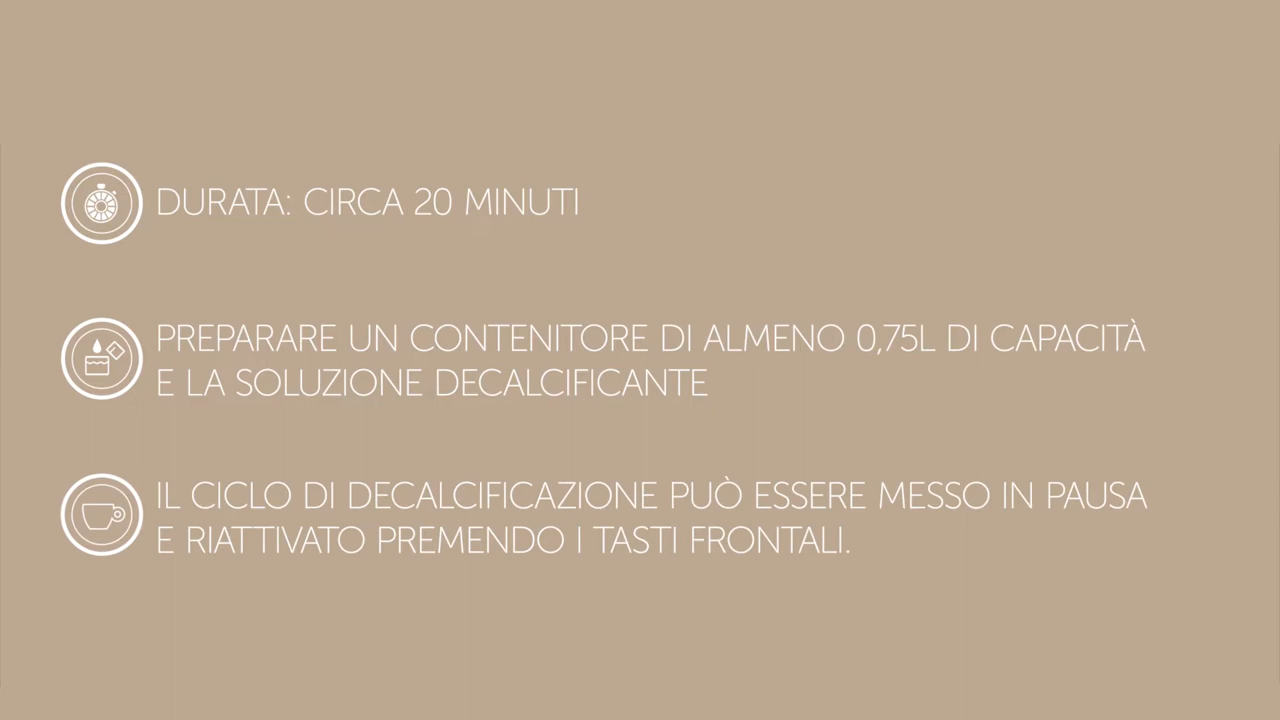 DURATA: CIRCA 20 MINUTI
PREPARARE UN CONTENITORE DI ALMENO 0,75L DI CAPACITÀ
E LA SOLUZIONE DECALCIFICANTE
IL CICLO DI DECALCIFICAZIONE PUÒ ESSERE MESSO IN PAUSA
E RIATTIVATO PREMENDO I TASTI FRONTALI.